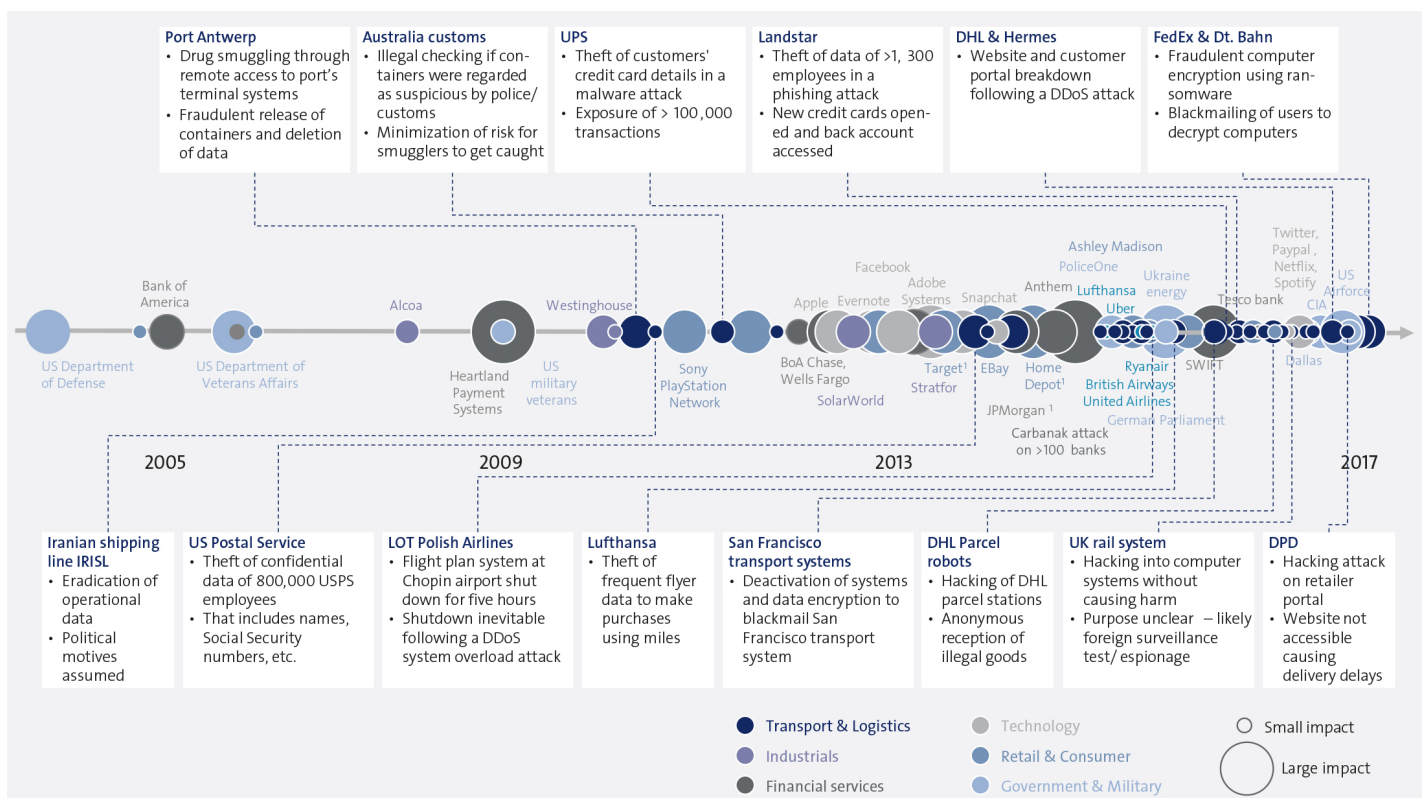 Port Antwerp
• Drug smuggling through
remote access to port's
terminal systems
• Fraudulent release of
containers and deletion
of data
Australia customs
• Illegal checking if con-
tainers were regarded
as suspicious by police/
customs
• Minimization of risk for
smugglers to get caught
UPS
• Theft of customers'
credit card details in a
malware attack
• Exposure of > 100,000
transactions
Landstar
• Theft of data of >1, 300
employees in a
phishing attack
• New credit cards open-
ed and back account
accessed
DHL & Hermes
• Website and customer
portal breakdown
following a DDoS attack
FedEx & Dt. Bahn
• Fraudulent computer
encryption using ran-
somware
• Blackmailing of users to
decrypt computers
US Department
of Defense
Bank of
America
US Department of
Veterans Affairs
Alcoa
Heartland
Payment
Systems
US
military
veterans
Westinghouse
Sony
PlayStation
Network
Apple
BoA Chase,
Wells Fargo
SolarWorld
Evernote
Facebook
Adobe
Systems
Target¹
Stratfor
Snapchat
EBay
JPMorgan ¹
Home
Depot¹
Carbanak attack
on >100 banks
Anthem
Ashley Madison
PoliceOne
Lufthansa
Uber
Ryanair
British Airways
United Airlines
German Parliament
Ukraine
energy
SWIFT
Tesco bank
Twitter,
Paypal ,
Netflix,
Spotify
Dallas
CIA
US
Airforce
2005
2009
2013
2017
Iranian shipping
line IRISL
• Eradication of
operational
data
• Political
motives
assumed
US Postal Service
• Theft of confidential
data of 800,000 USPS
employees
• That includes names,
Social Security
numbers, etc.
LOT Polish Airlines
• Flight plan system at
Chopin airport shut
down for five hours
• Shutdown inevitable
following a DDoS
system overload attack
Lufthansa
• Theft of
frequent flyer
data to make
purchases
using miles
San Francisco
transport systems
• Deactivation of systems
and data encryption to
blackmail San
Francisco transport
system
DHL Parcel
robots
• Hacking of DHL
parcel stations
• Anonymous
reception of
illegal goods
UK rail system
• Hacking into computer
systems without
causing harm
• Purpose unclear – likely
foreign surveillance
test/ espionage
DPD
• Hacking attack
on retailer
portal
• Website not
accessible
causing
delivery delays
Transport & Logistics
Industrials
Financial services
Technology
Retail & Consumer
Government & Military
Small impact
Large impact